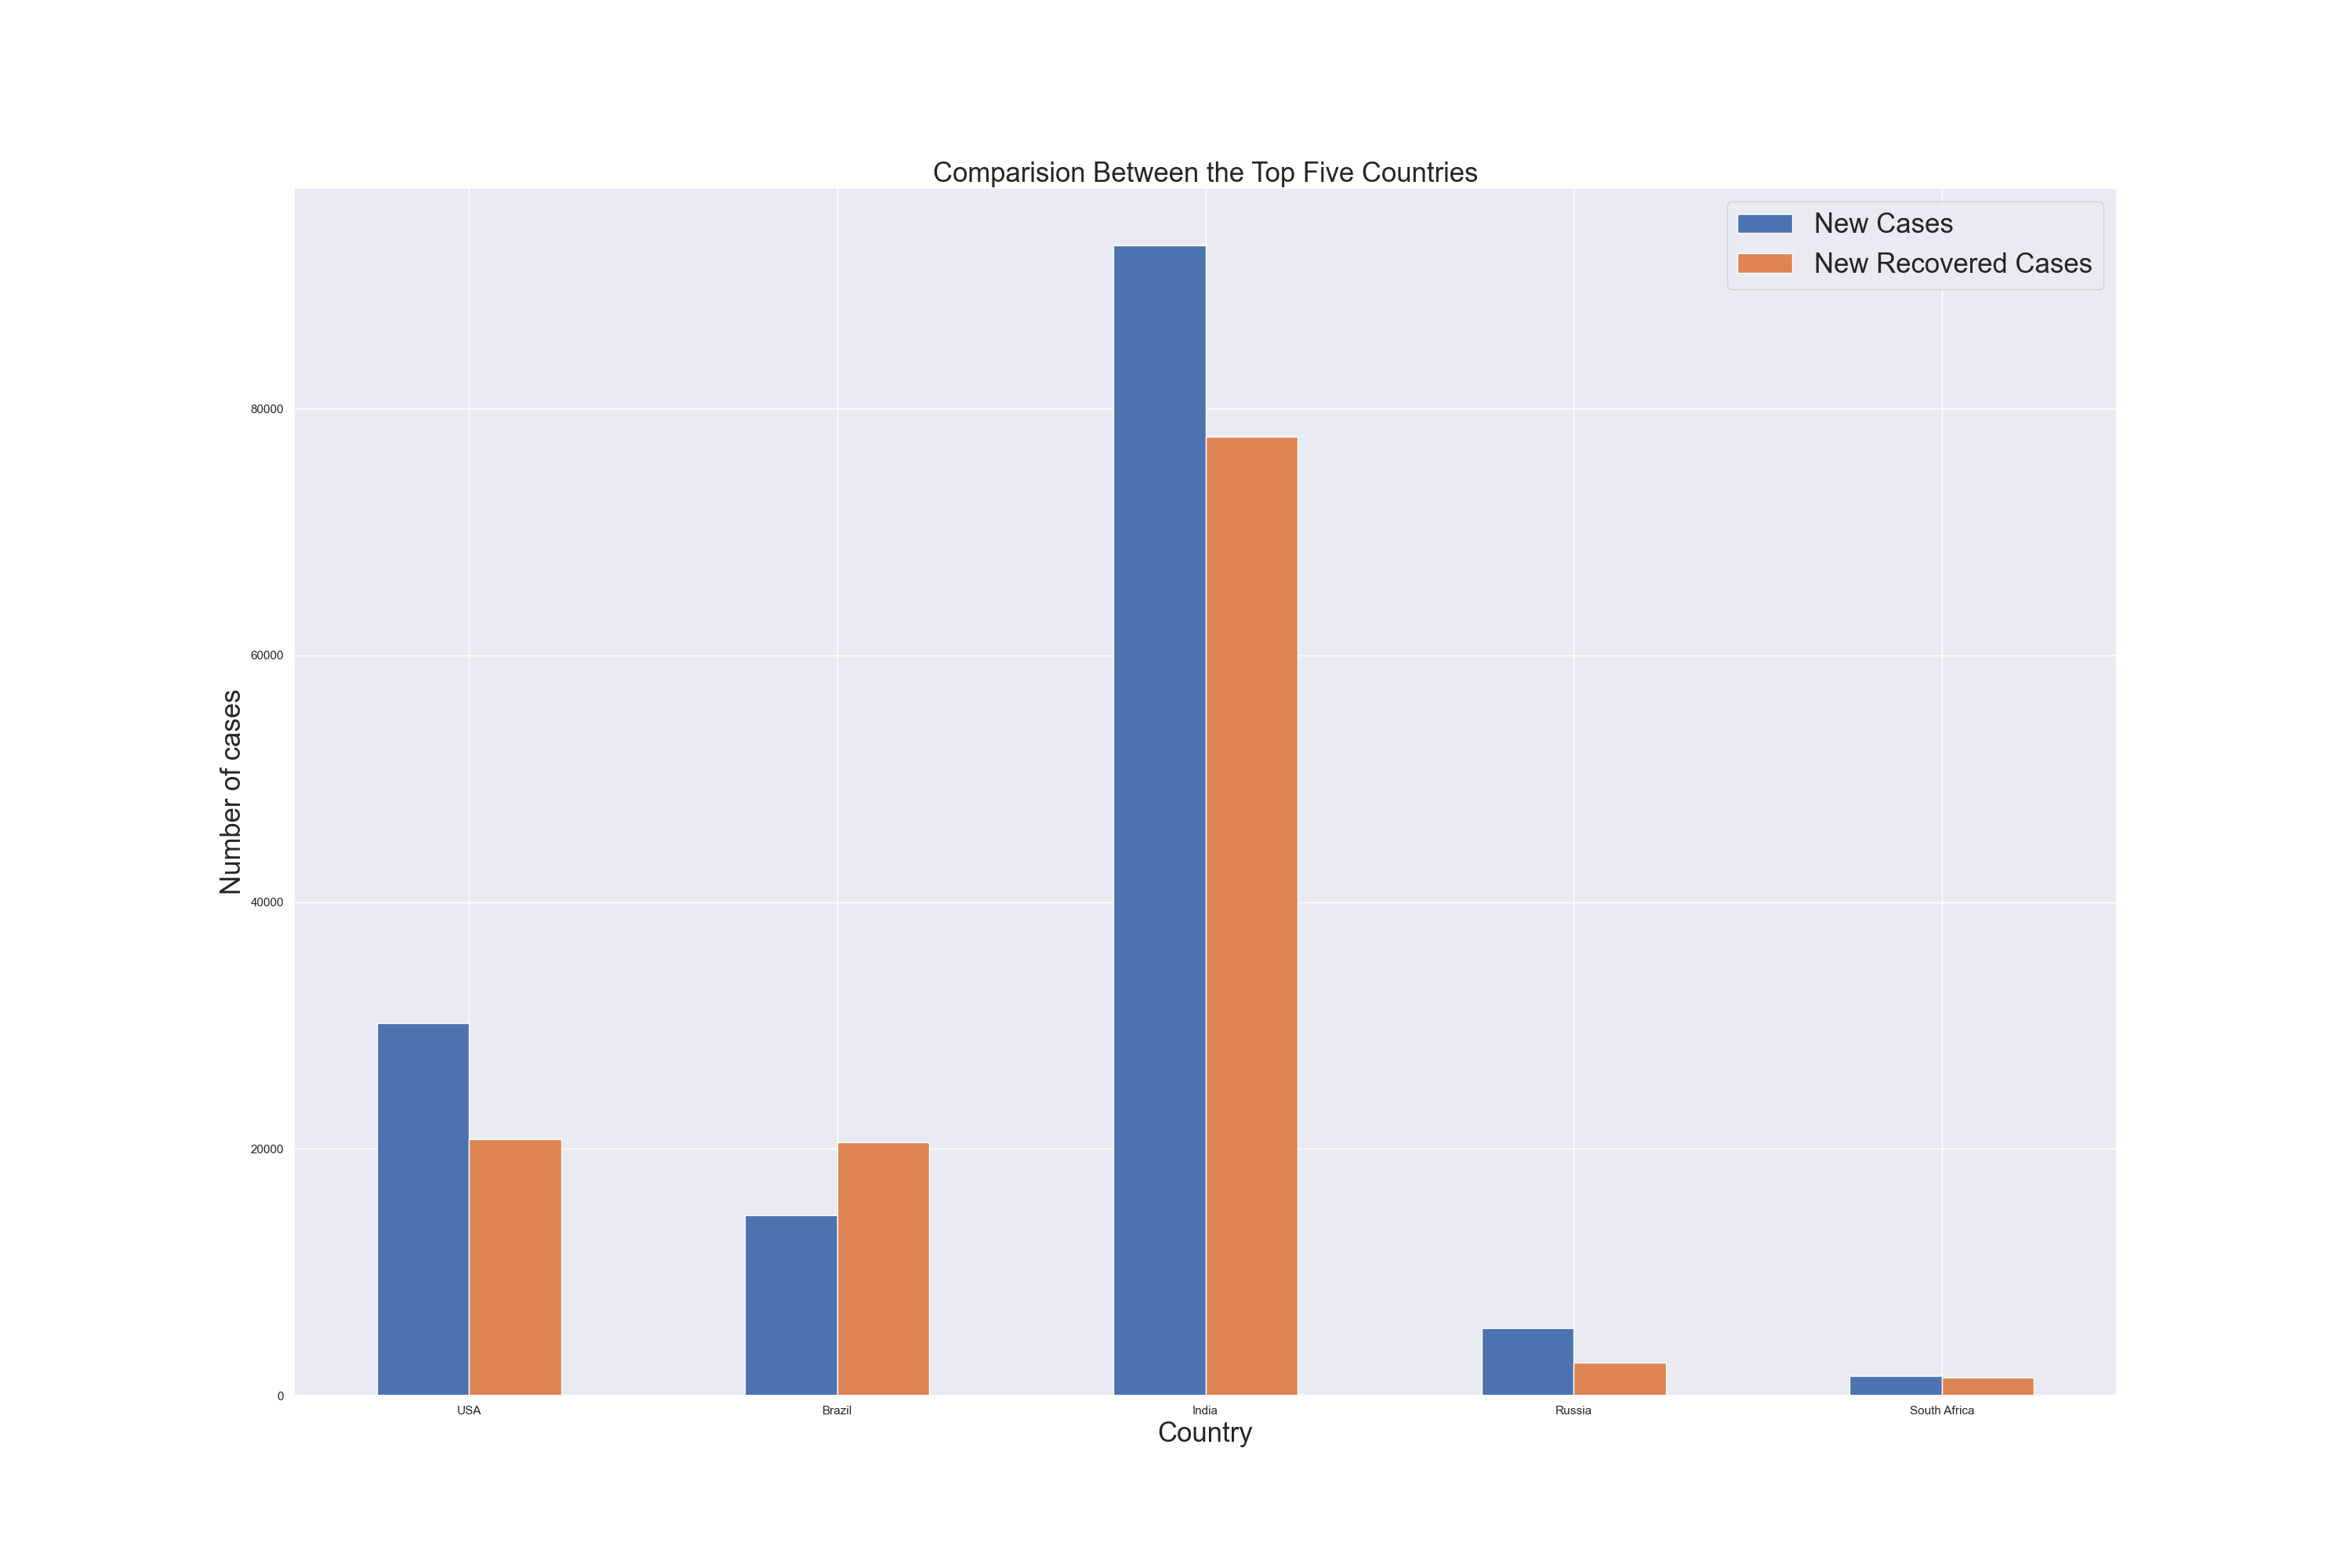 Comparision Between the Top Five Countries
New Cases
New Recovered Cases
80000
60000
40000
20000
0
Number of cases
USA
Brazil
India
Russia
South Africa
Country